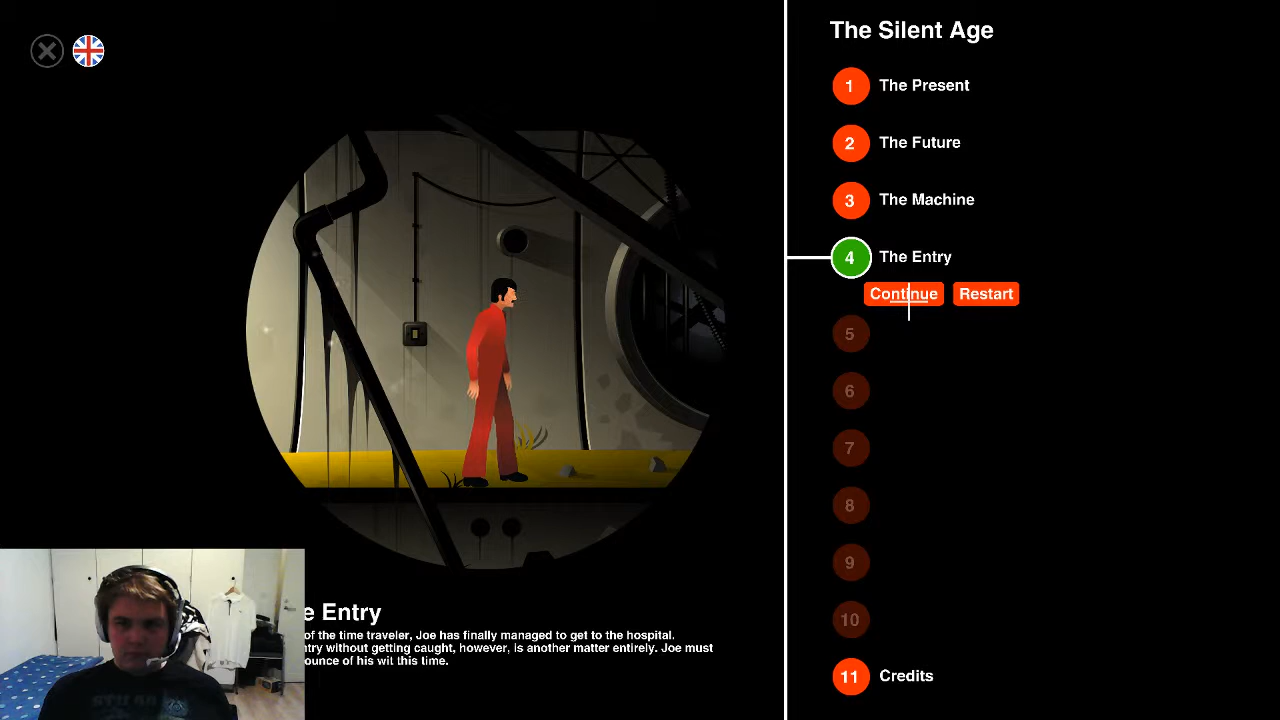 The Silent Age
1 The Present
2 The Future
3 The Machine
4 The Entry
Continue Restart
5
6
7
8
9
10
11 Credits
e Entry
of the time traveler, Joe has finally managed to get to the hospital.
ntry without getting caught, however, is another matter entirely. Joe must
ounce of his wit this time.